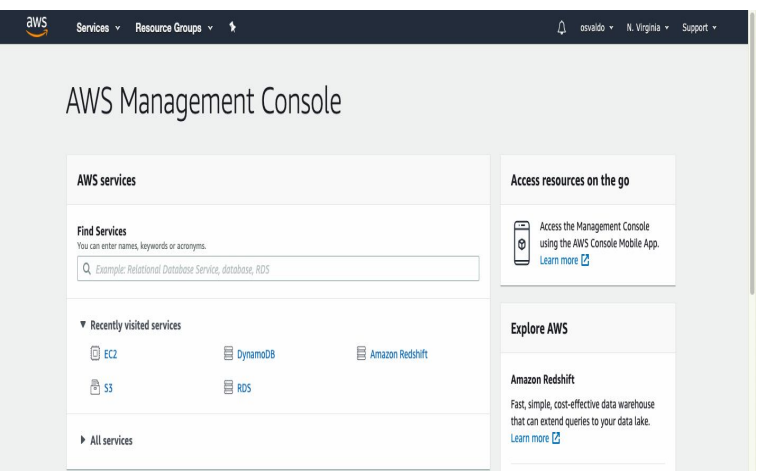 aws Services Resource Groups osvaldo N. Virginia Support
AWS Management Console
AWS services
Find Services
You can enter names, keywords or acronyms.
Example: Relational Database Service, database, RDS
Recently visited services
EC2 DynamoDB Amazon Redshift
S3 RDS
All services
Access resources on the go
Access the Management Console
using the AWS Console Mobile App.
Learn more
Explore AWS
Amazon Redshift
Fast, simple, cost-effective data warehouse
that can extend queries to your data lake.
Learn more